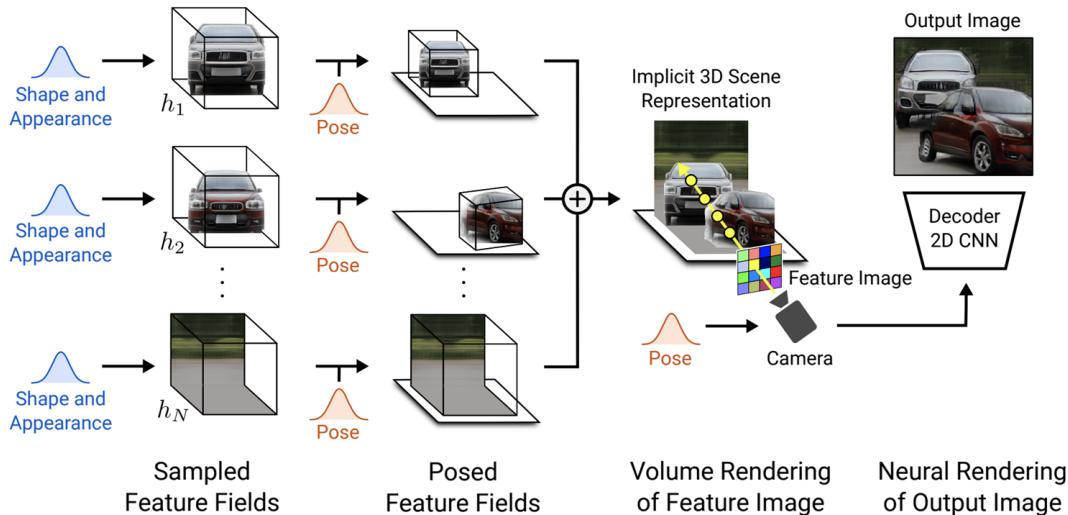 Shape and
Appearance
h1
Pose
Shape and
Appearance
h2
Pose
Shape and
Appearance
hN
Pose
Implicit 3D Scene
Representation
Feature Image
Pose
Camera
Output Image
Decoder
2D CNN
Sampled
Feature Fields
Posed
Feature Fields
Volume Rendering
of Feature Image
Neural Rendering
of Output Image